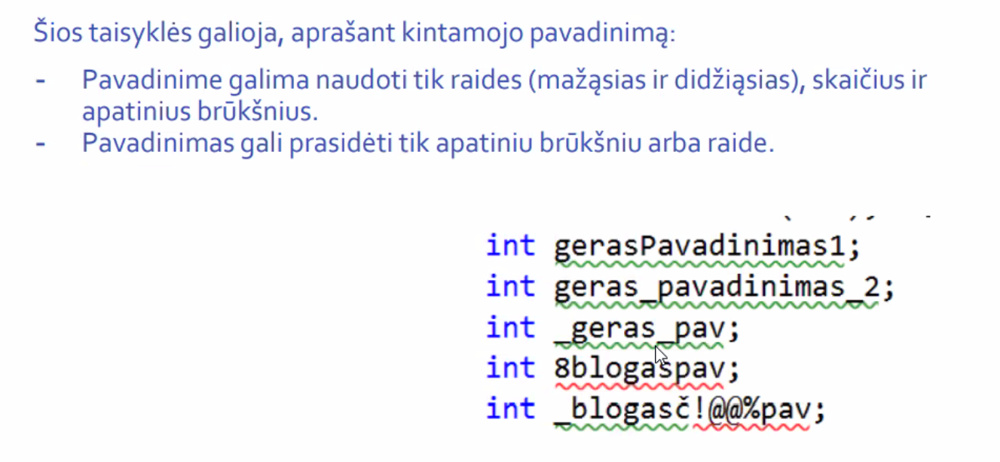 Šios taisyklės galioja, aprašant kintamojo pavadinimą:
- Pavadinime galima naudoti tik raides (mažąsias ir didžiąsias), skaičius ir
apatinius brūkšnius.
- Pavadinimas gali prasidėti tik apatiniu brūkšniu arba raide.
int gerasPavadinimas1;
int geras_pavadinimas_2;
int _geras_pav;
int 8blogaspav;
int _blogasč!@@%pav;